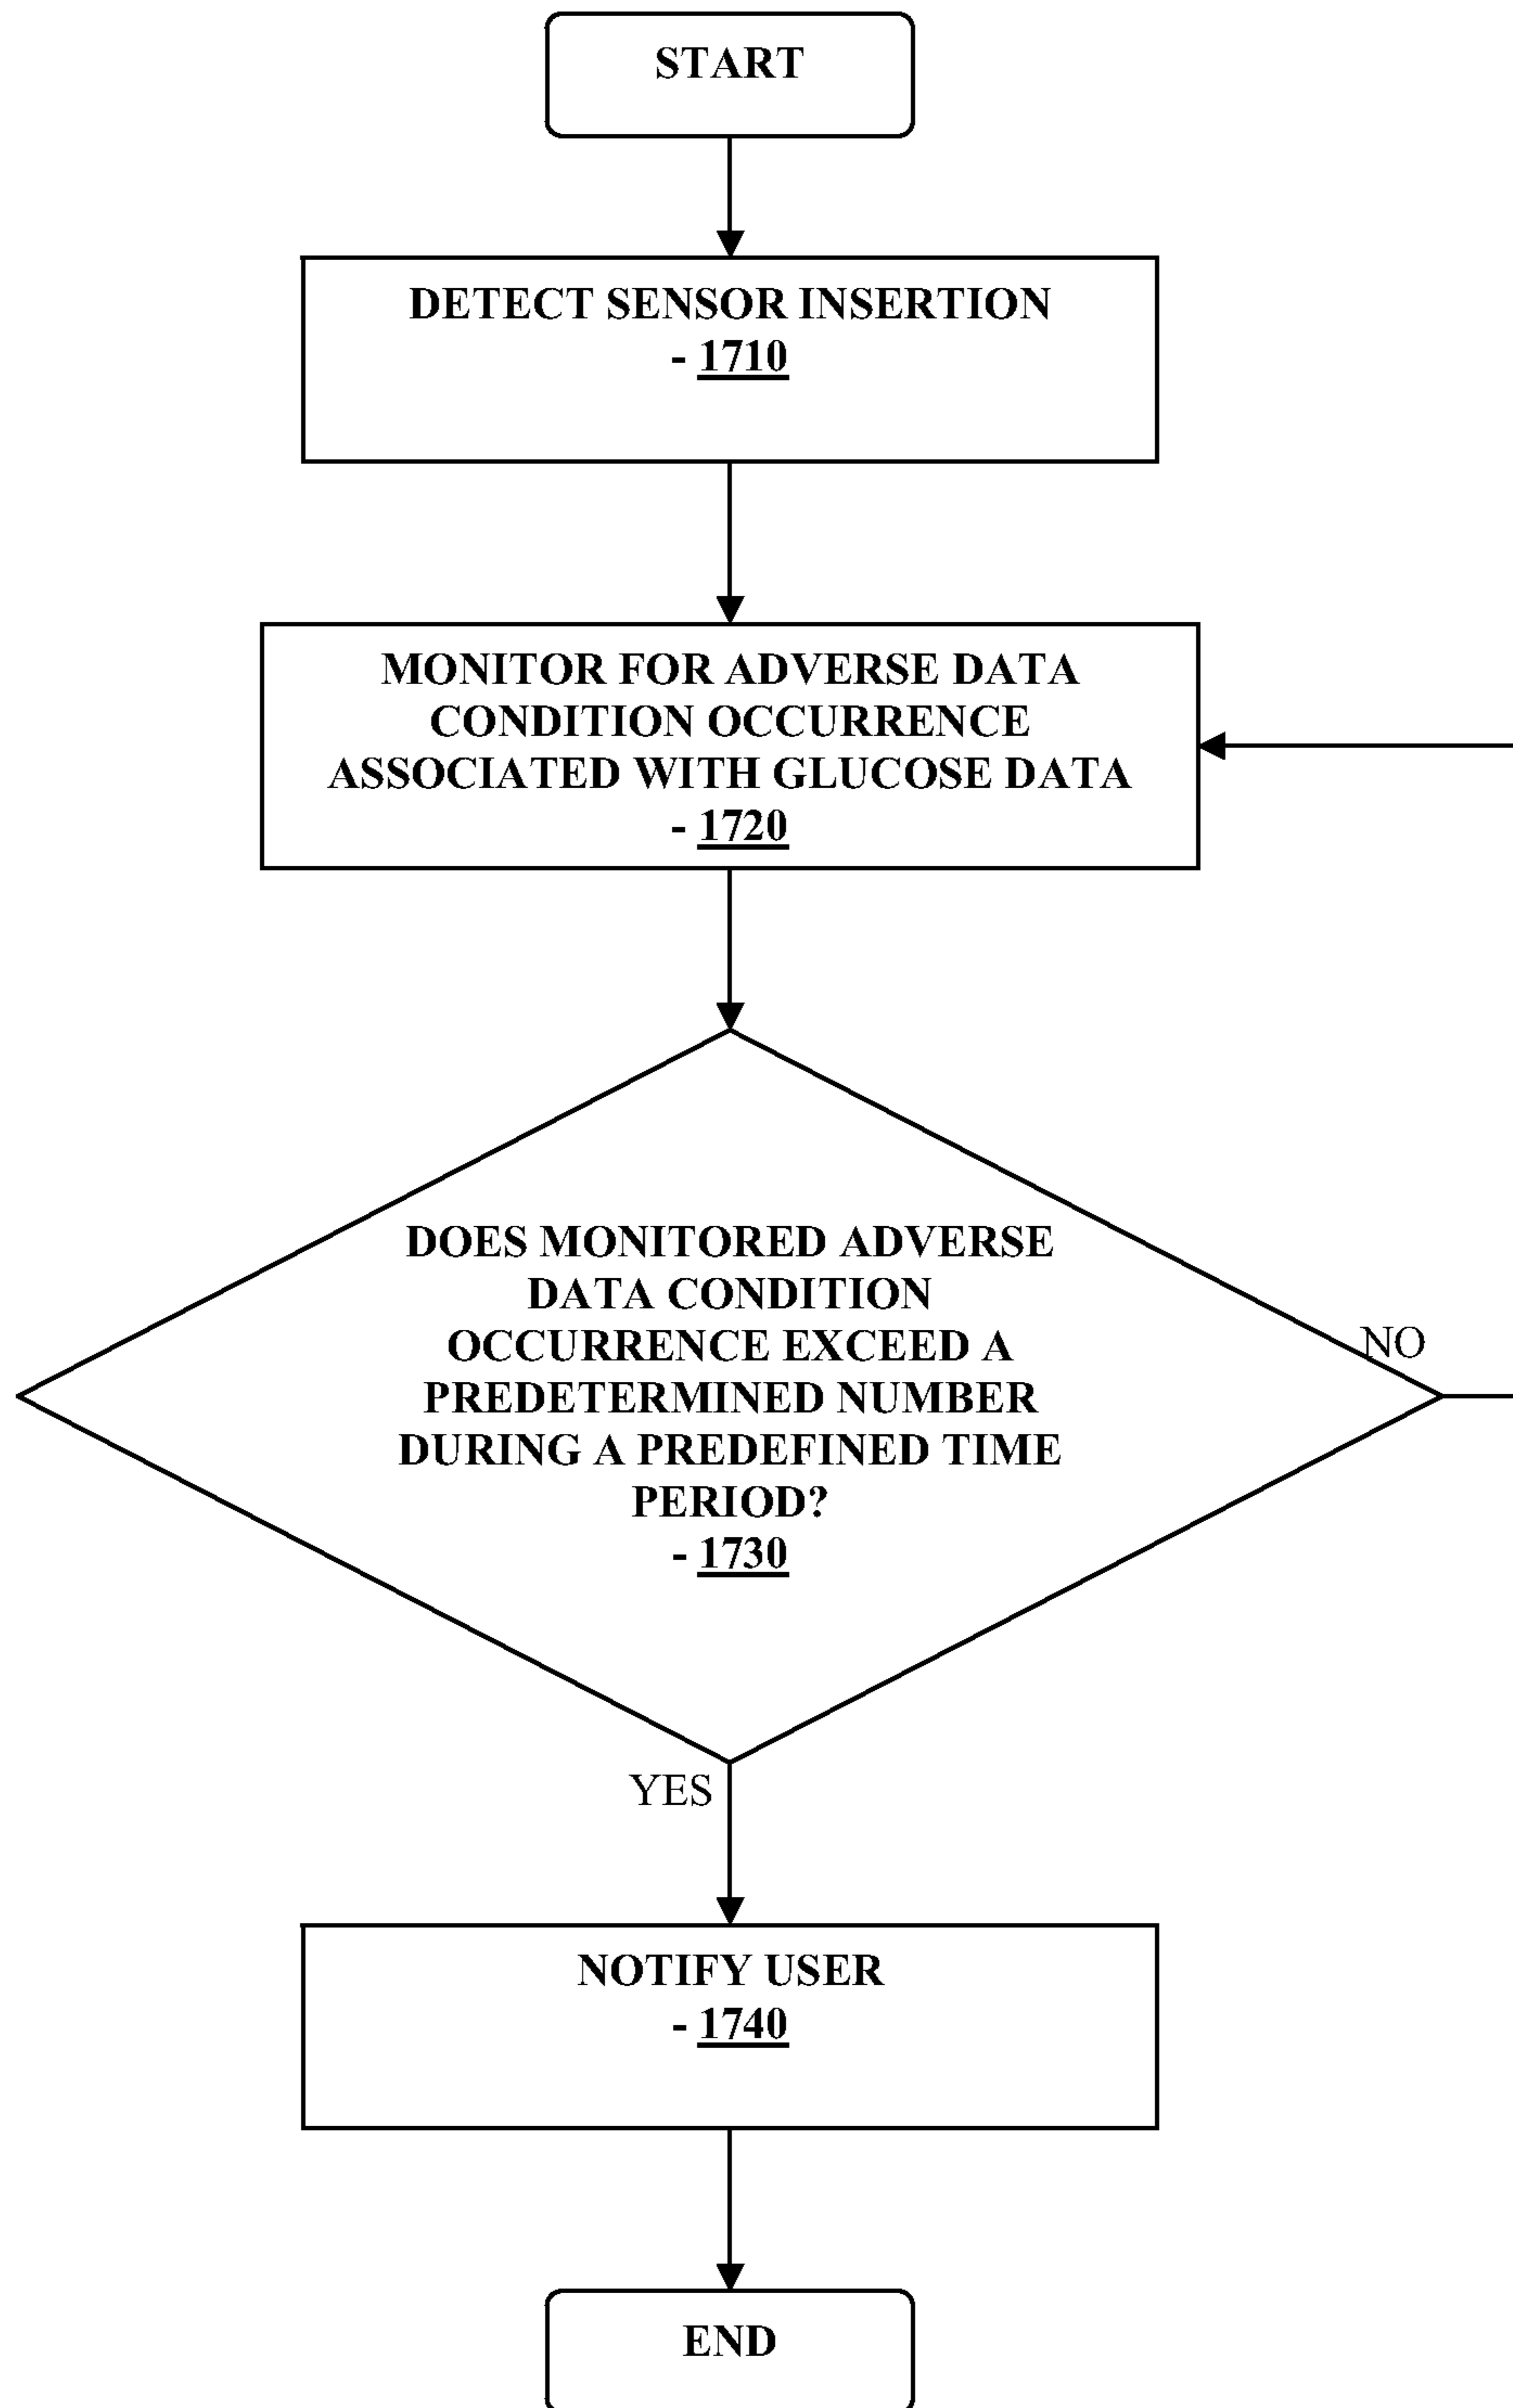 START
DETECT SENSOR INSERTION
- 1710
MONITOR FOR ADVERSE DATA
CONDITION OCCURRENCE
ASSOCIATED WITH GLUCOSE DATA
- 1720
DOES MONITORED ADVERSE
DATA CONDITION
OCCURRENCE EXCEED A
PREDETERMINED NUMBER
DURING A PREDEFINED TIME
PERIOD?
- 1730
NO
YES
NOTIFY USER
- 1740
END